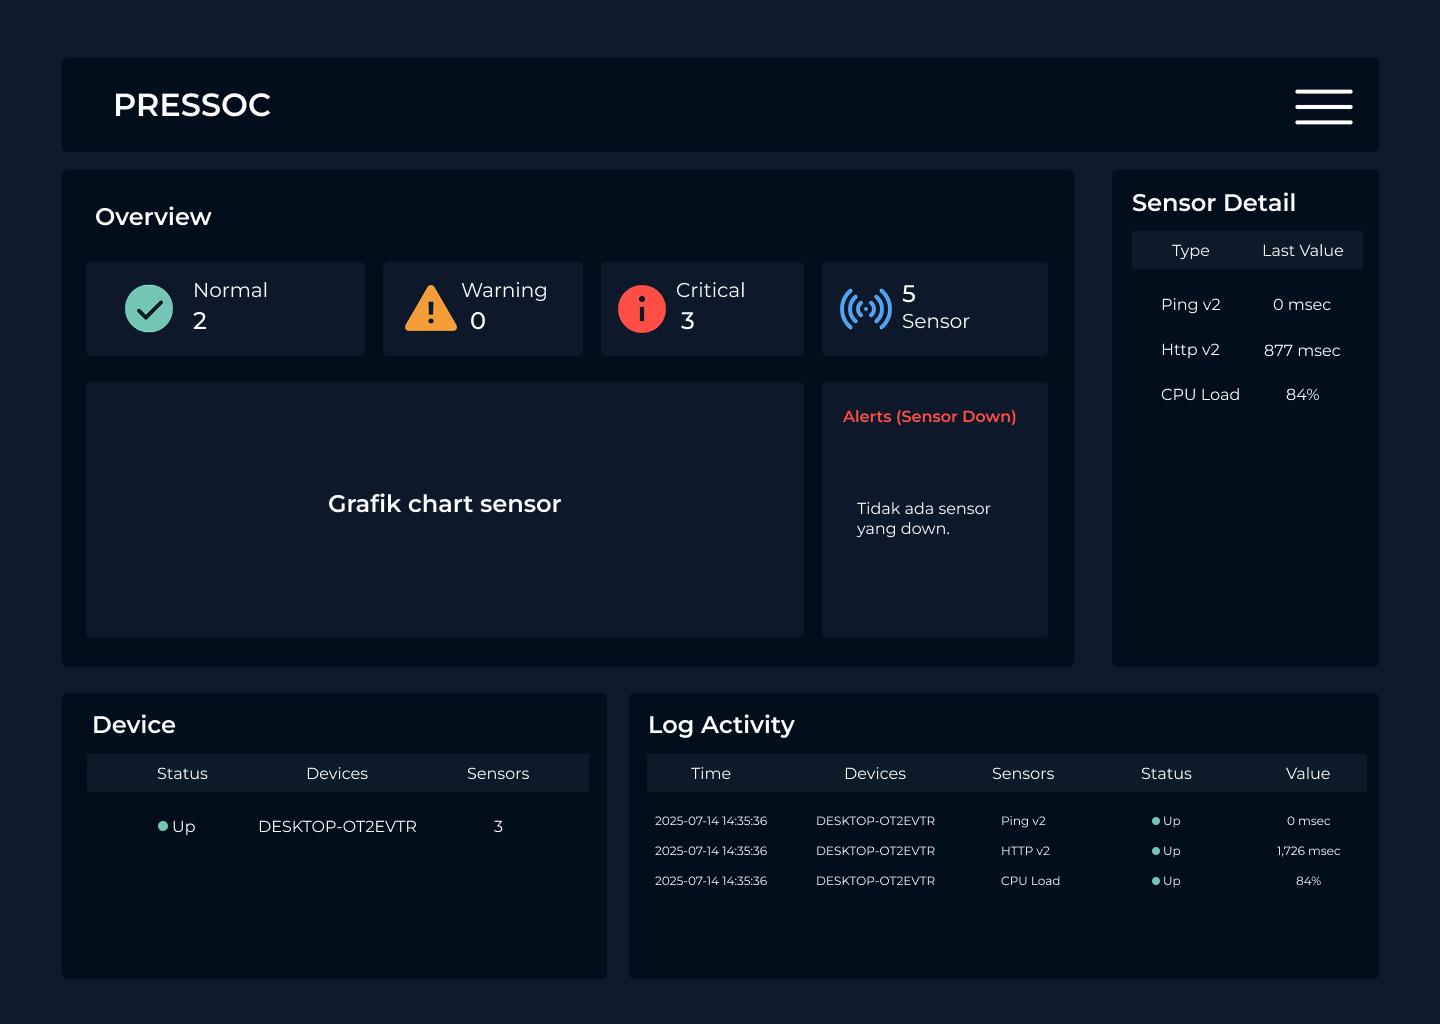 PRESSOC
Overview
Normal
2
Warning
0
Critical
3
5
Sensor
Grafik chart sensor
Alerts (Sensor Down)
Tidak ada sensor
yang down.
Sensor Detail
Type Last Value
Ping v2 0 msec
Http v2 877 msec
CPU Load 84%
Device
Status Devices Sensors
Up DESKTOP-OT2EVTR 3
Log Activity
Time Devices Sensors Status Value
2025-07-14 14:35:36 DESKTOP-OT2EVTR Ping v2 Up 0 msec
2025-07-14 14:35:36 DESKTOP-OT2EVTR HTTP v2 Up 1,726 msec
2025-07-14 14:35:36 DESKTOP-OT2EVTR CPU Load Up 84%